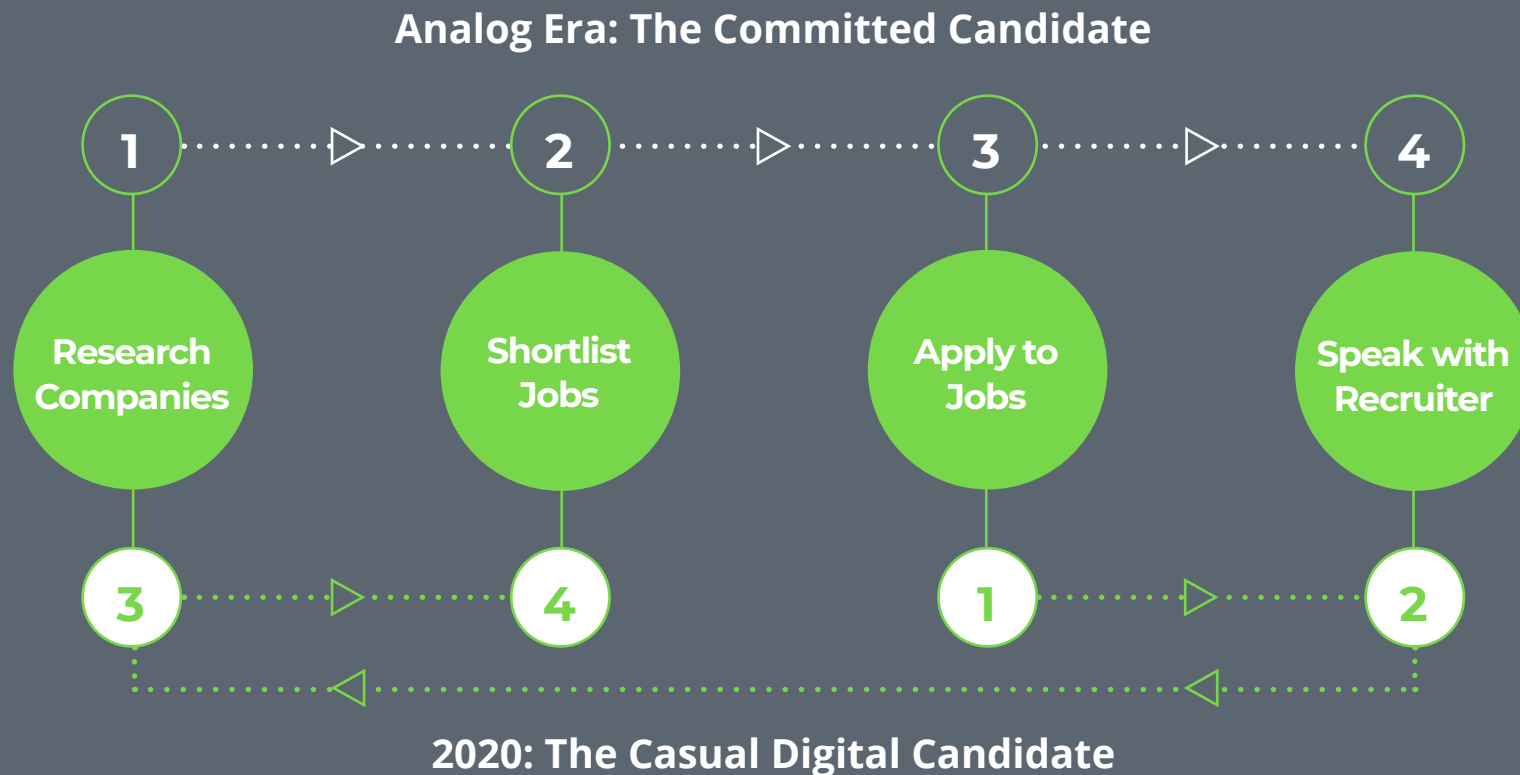 Analog Era: The Committed Candidate
1
2
3
4
Research
Companies
Shortlist
Jobs
Apply to
Jobs
Speak with
Recruiter
3
4
1
2
2020: The Casual Digital Candidate